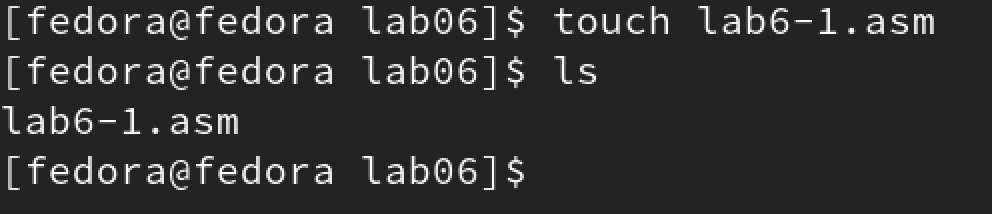 [fedora@fedora lab06]$ touch lab6-1.asm
[fedora@fedora lab06]$ ls
lab6-1.asm
[fedora@fedora lab06]$